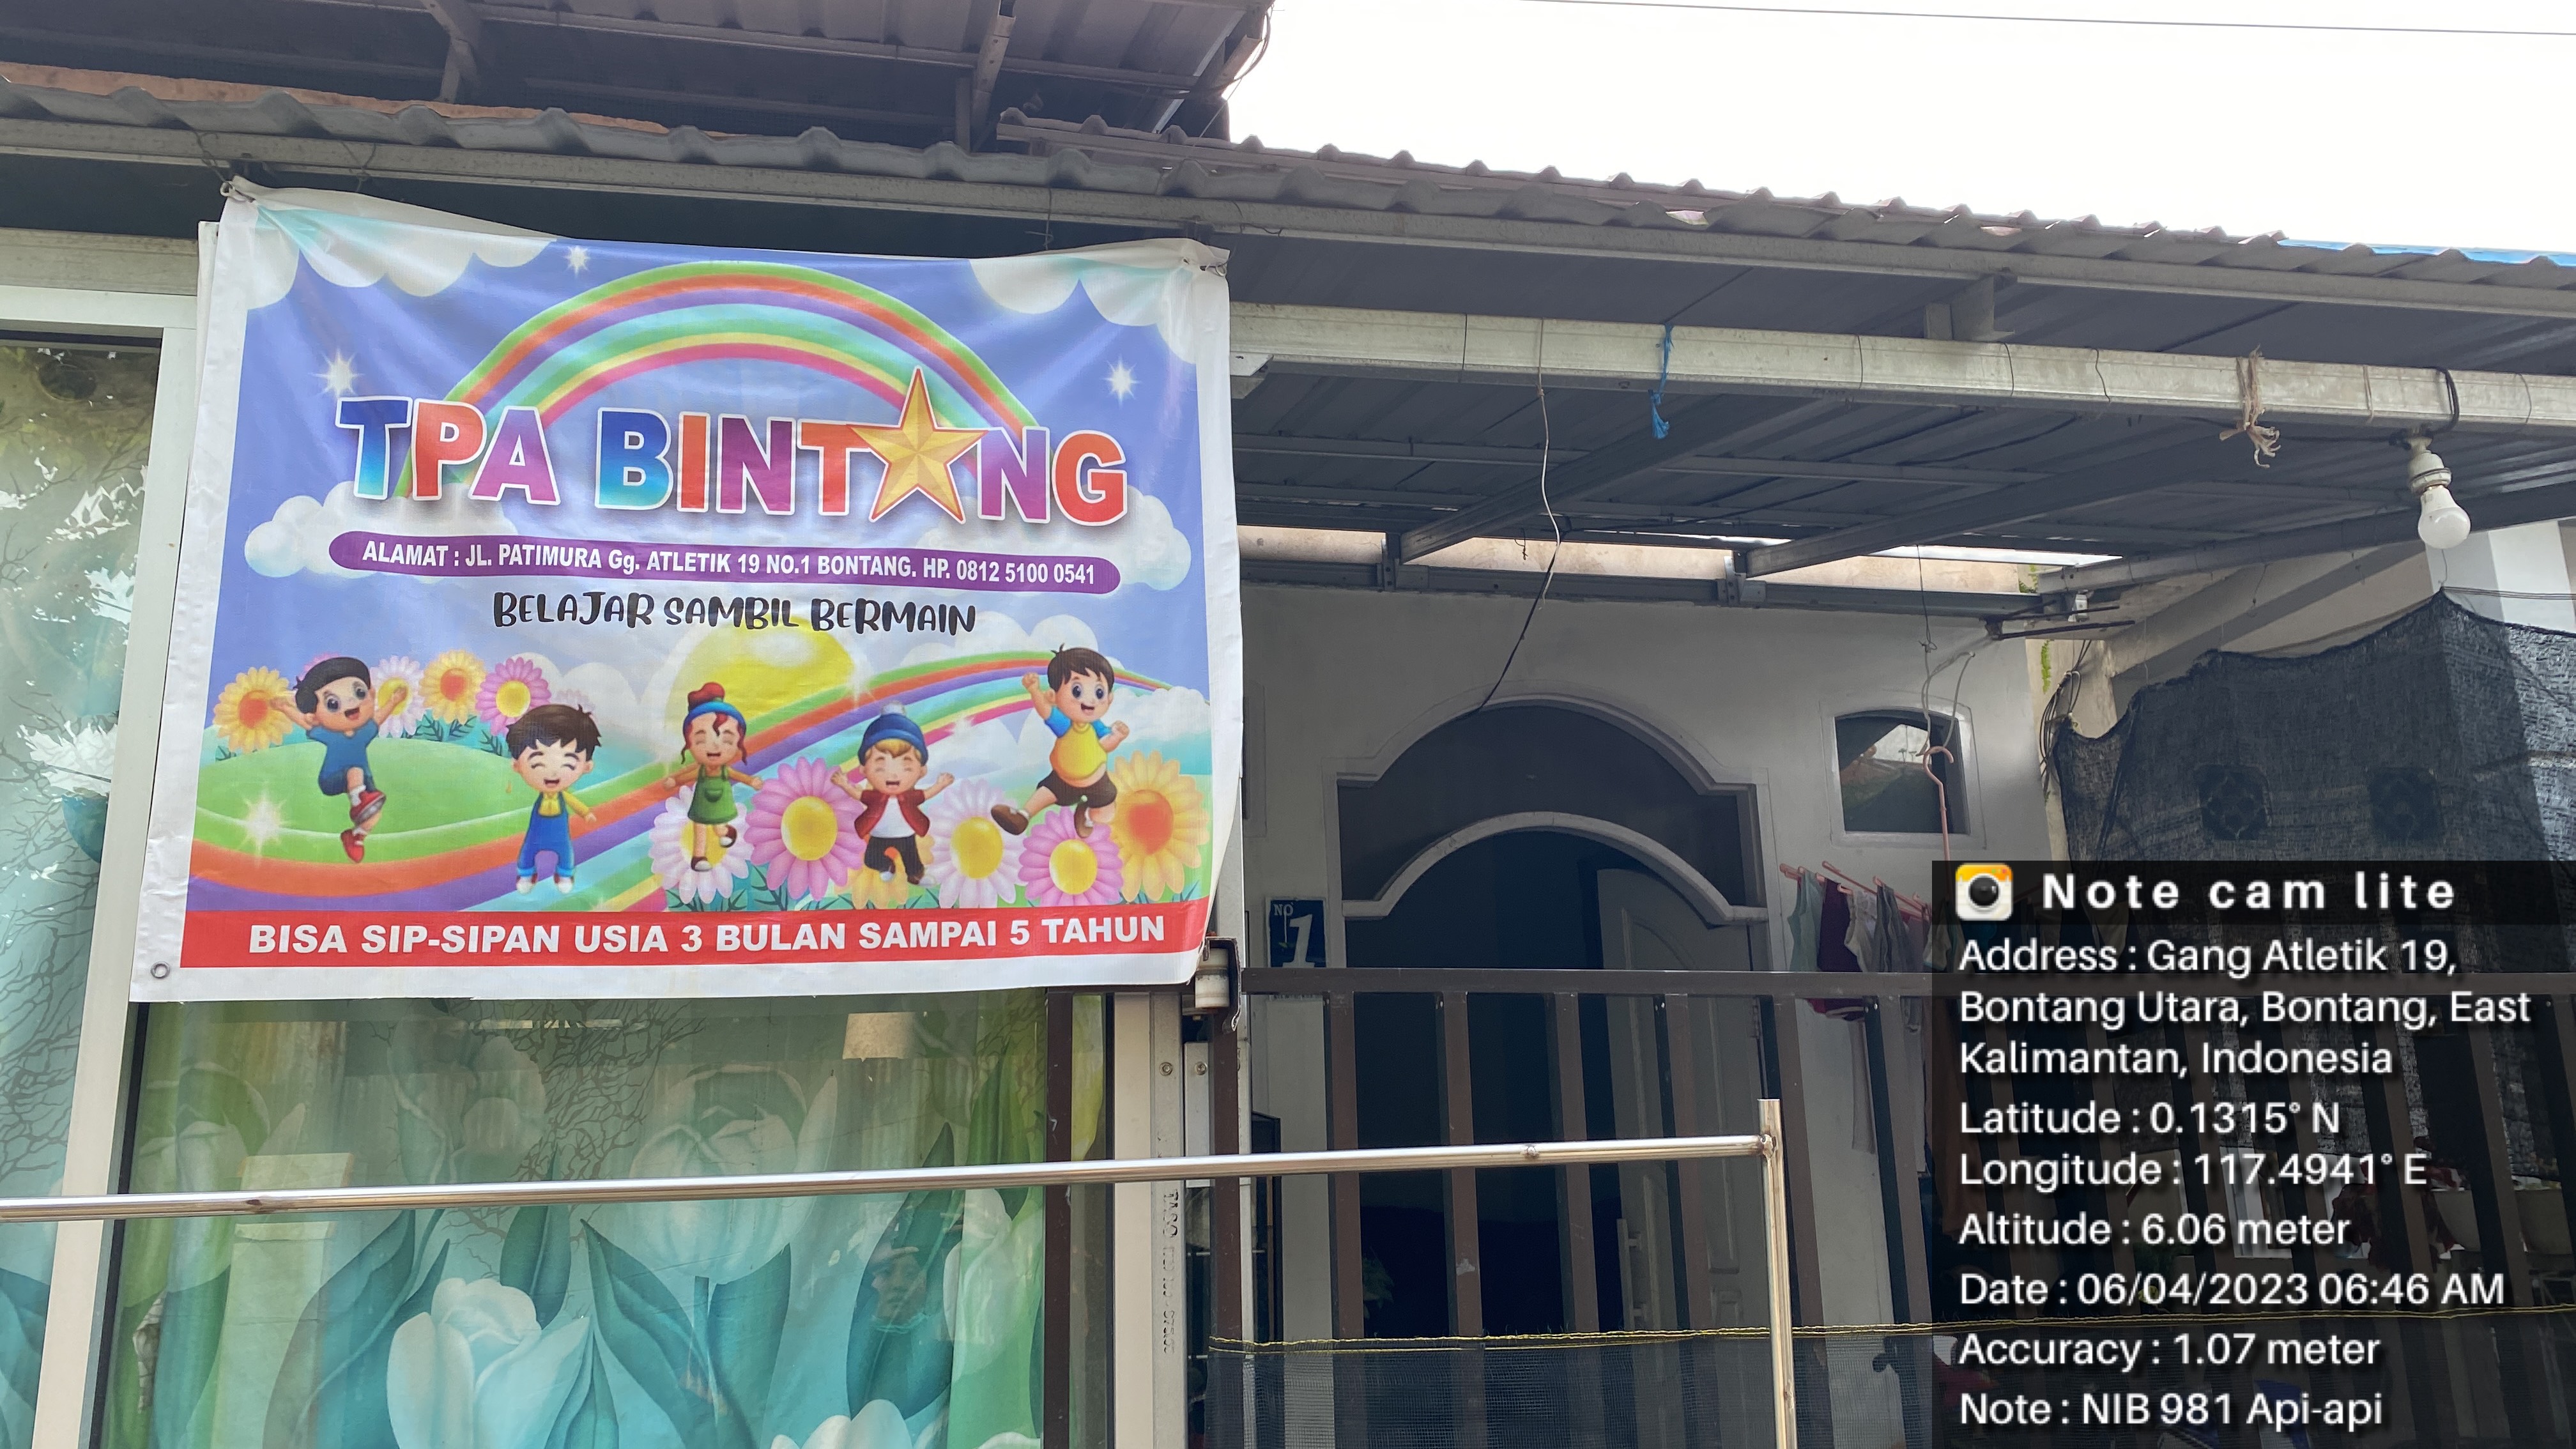 TPA BINTANG
ALAMAT : JL. PATIMURA Gg. ATLETIK 19 NO.1 BONTANG. HP. 0812 5100 0541
BELAJAR SAMBIL BERMAIN
BISA SIP-SIPAN USIA 3 BULAN SAMPAI 5 TAHUN
NO
1
Note cam lite
Address : Gang Atletik 19,
Bontang Utara, Bontang, East
Kalimantan, Indonesia
Latitude : 0.1315° N
Longitude : 117.4941° E
Altitude : 6.06 meter
Date : 06/04/2023 06:46 AM
Accuracy : 1.07 meter
Note : NIB 981 Api-api